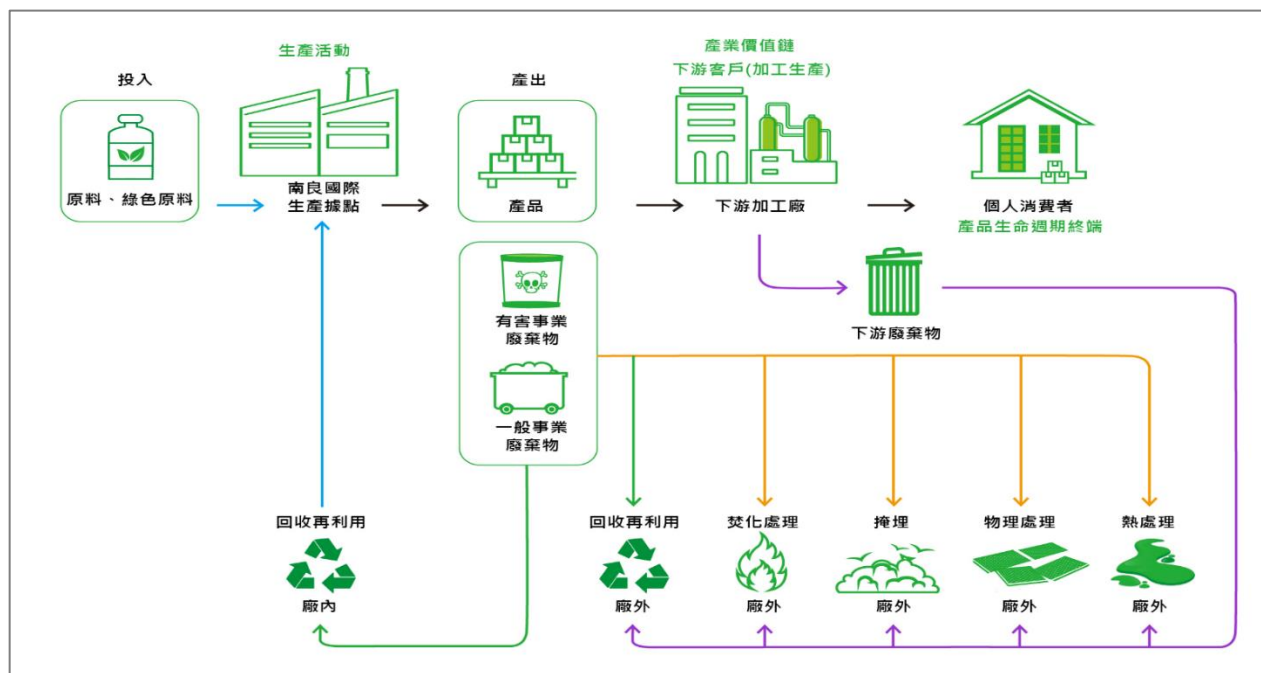 投入
原料、綠色原料
生產活動
南良國際
生產據點
產出
產品
產業價值鏈
下游客戶(加工生產)
下游加工廠
個人消費者
產品生命週期終端
有害事業
廢棄物
一般事業
廢棄物
下游廢棄物
回收再利用
廠內
回收再利用
廠外
焚化處理
廠外
掩埋
廠外
物理處理
廠外
熱處理
廠外